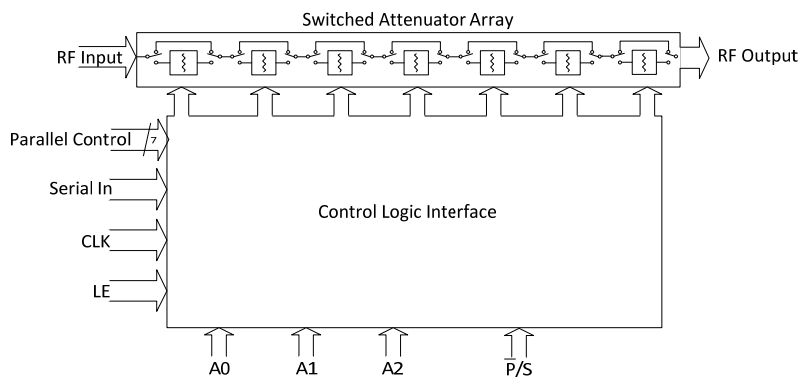 Switched Attenuator Array
RF Input
RF Output
Parallel Control
7
Serial In
Control Logic Interface
CLK
LE
A0
A1
A2
P̅/S